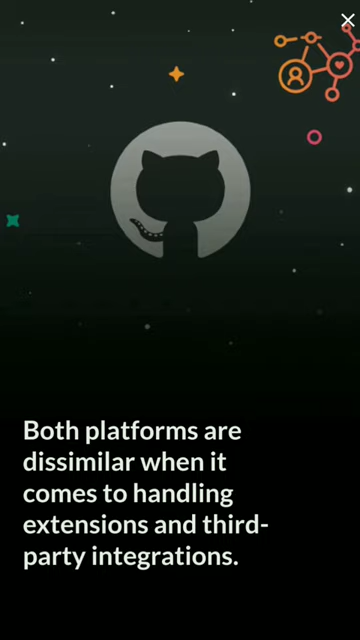 Both platforms are
dissimilar when it
comes to handling
extensions and third-
party integrations.